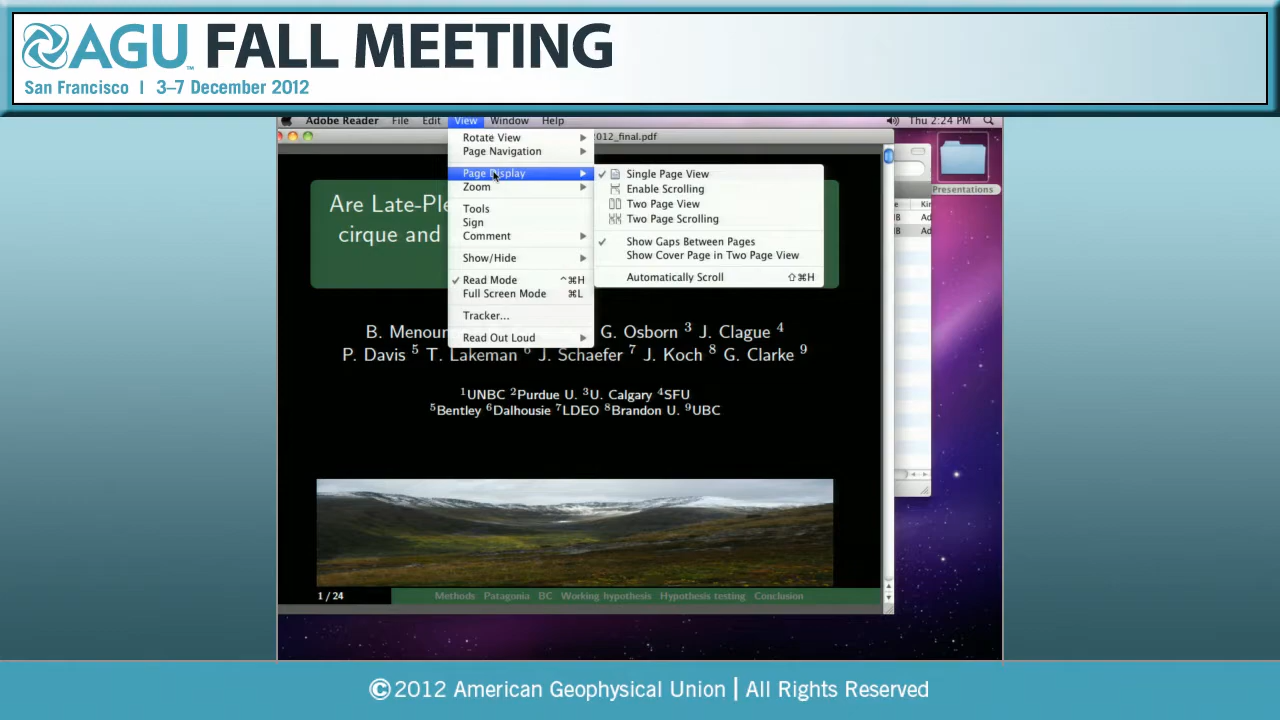 AGU FALL MEETING
™
San Francisco | 3–7 December 2012
Adobe Reader File Edit View Window Help Thu 2:24 PM
012_final.pdf
Rotate View
Page Navigation
Page Display
Zoom
Tools
Sign
Comment
Show/Hide
Read Mode ^⌘H
Full Screen Mode ⌘L
Tracker...
Read Out Loud
Single Page View
Enable Scrolling
Two Page View
Two Page Scrolling
Show Gaps Between Pages
Show Cover Page in Two Page View
Automatically Scroll ⇧⌘H
Presentations
Are Late-Ple
cirque and
B. Menoun G. Osborn 3 J. Clague 4
P. Davis 5 T. Lakeman 6 J. Schaefer 7 J. Koch 8 G. Clarke 9
1UNBC 2Purdue U. 3U. Calgary 4SFU
5Bentley 6Dalhousie 7LDEO 8Brandon U. 9UBC
1 / 24
Methods Patagonia BC Working hypothesis Hypothesis testing Conclusion
©2012 American Geophysical Union | All Rights Reserved